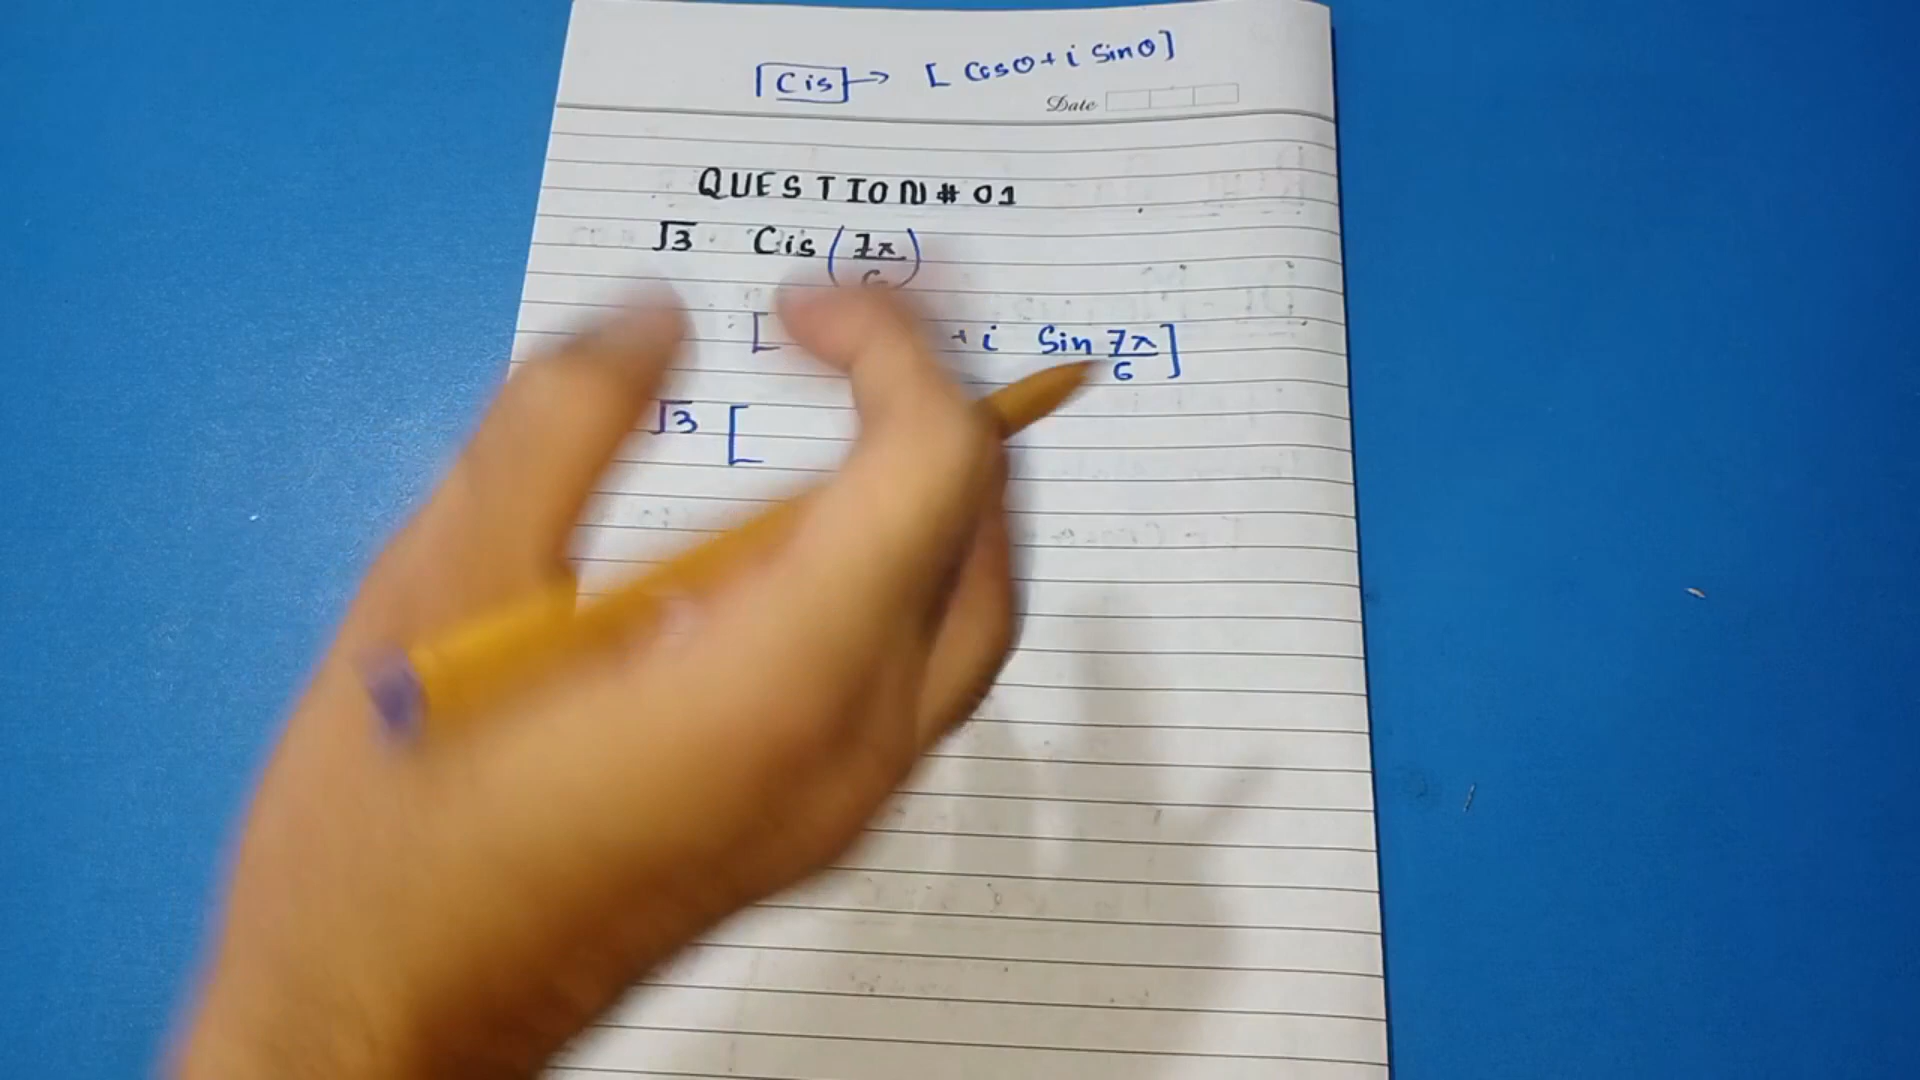 Cis → [ Cosθ + i Sinθ ]
Date
QUESTION # 01
√3 Cis (7π/6)
[ + i Sin 7π/6 ]
√3 [